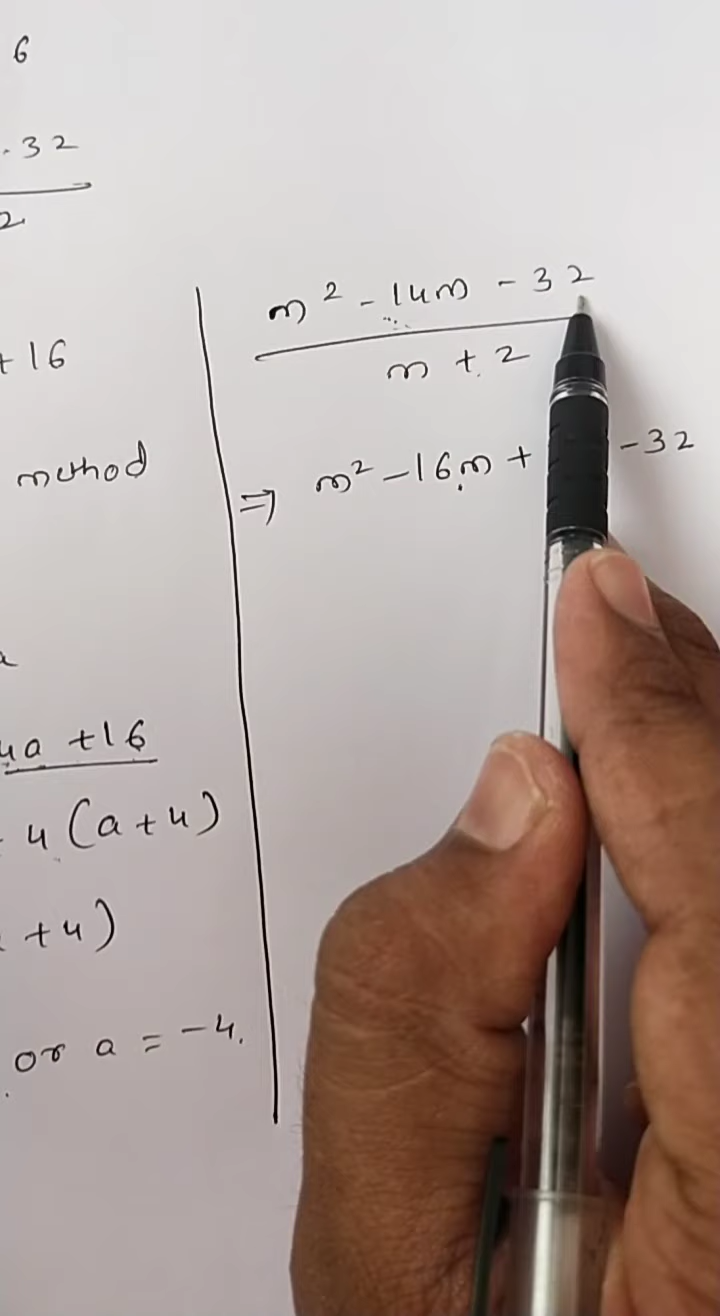 6
-32
2
+16
method
4a +16
4(a+4)
+4)
or a = -4.
m² -14m -32
m + 2
⇒ m² -16m + -32